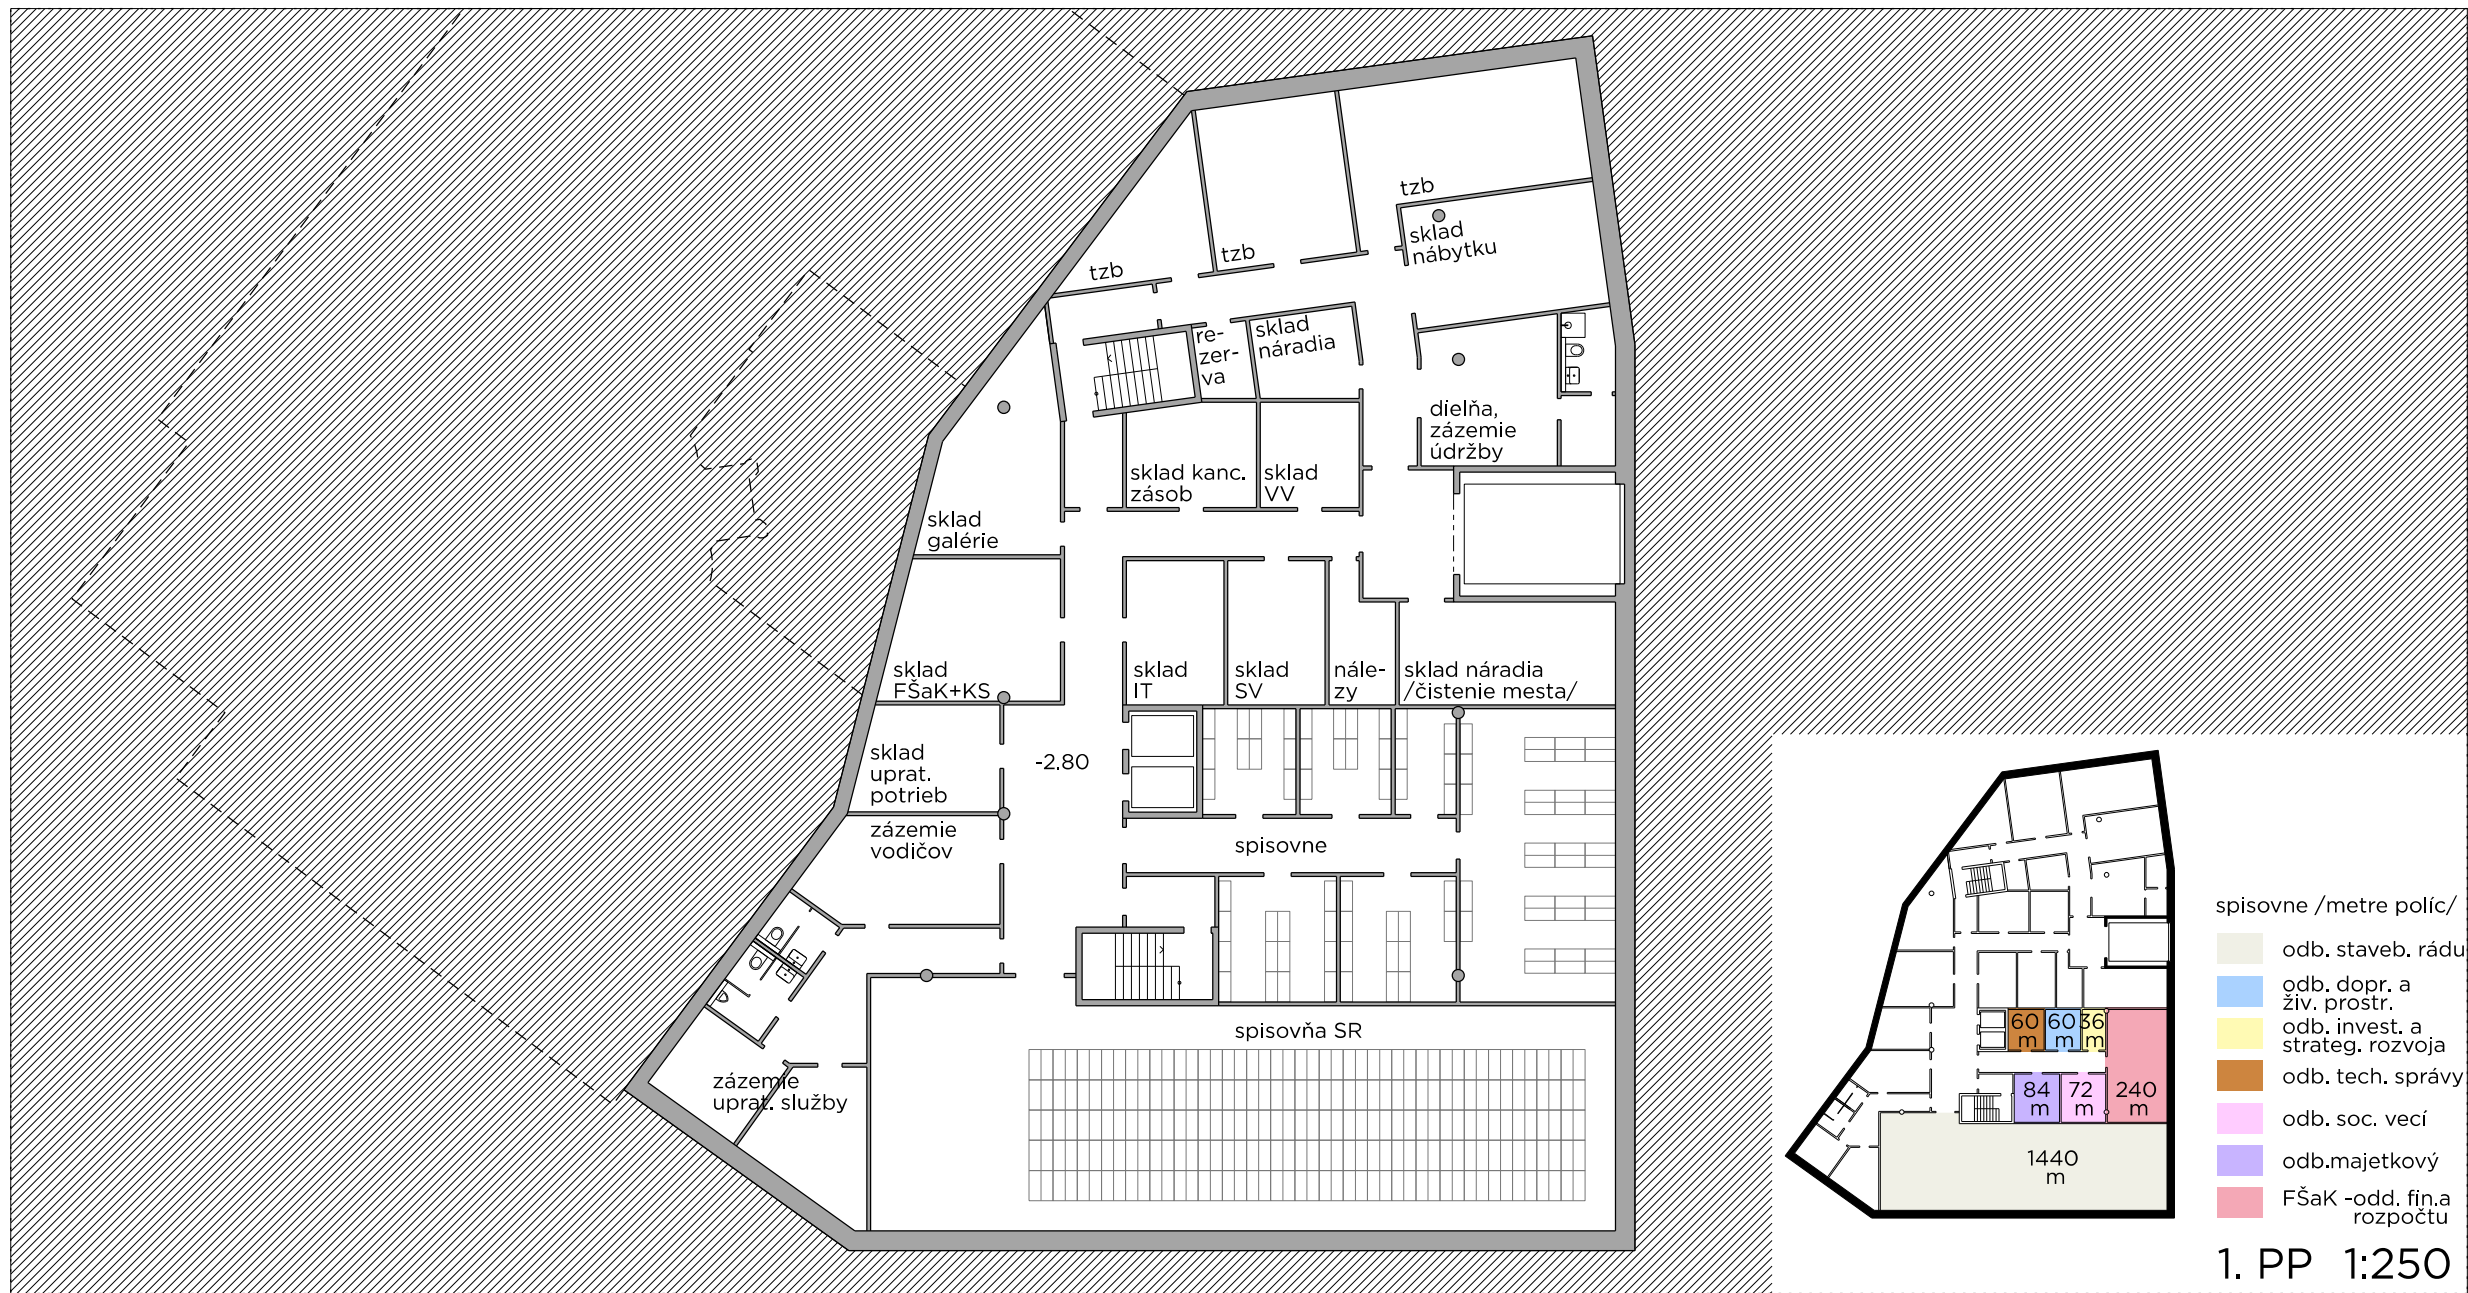 tzb
sklad
nábytku
tzb
tzb
re-
zer-
va
sklad
náradia
dielňa,
zázemie
údržby
sklad kanc.
zásob
sklad
VV
sklad
galérie
sklad
FŠaK+KS
sklad
IT
sklad
SV
nále-
zy
sklad náradia
/čistenie mesta/
sklad
uprat.
potrieb
-2.80
zázemie
vodičov
spisovne
spisovňa SR
zázemie
uprat. služby
60
m
60
m
36
m
84
m
72
m
240
m
1440
m
spisovne /metre políc/
odb. staveb. rádu
odb. dopr. a
živ. prostr.
odb. invest. a
strateg. rozvoja
odb. tech. správy
odb. soc. vecí
odb.majetkový
FŠaK -odd. fin.a
rozpočtu
1. PP 1:250